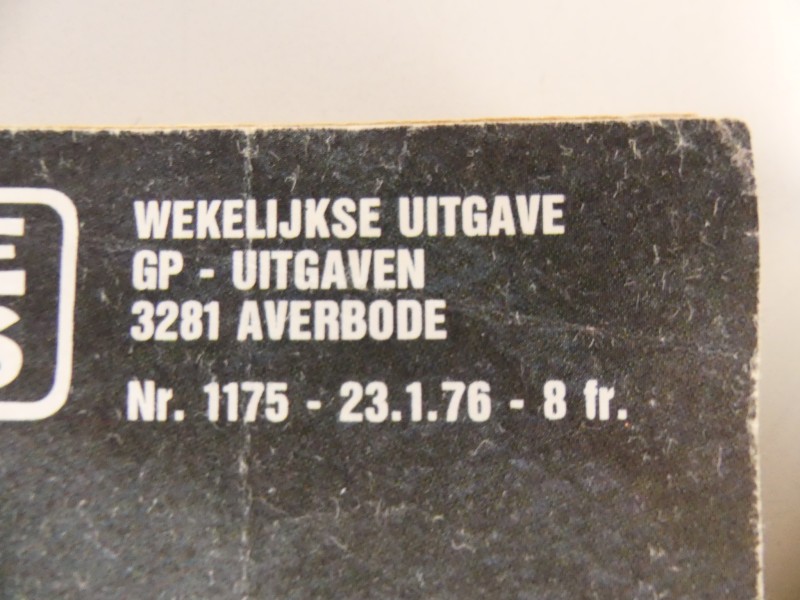 WEKELIJKSE UITGAVE
GP - UITGAVEN
3281 AVERBODE
Nr. 1175 - 23.1.76 - 8 fr.